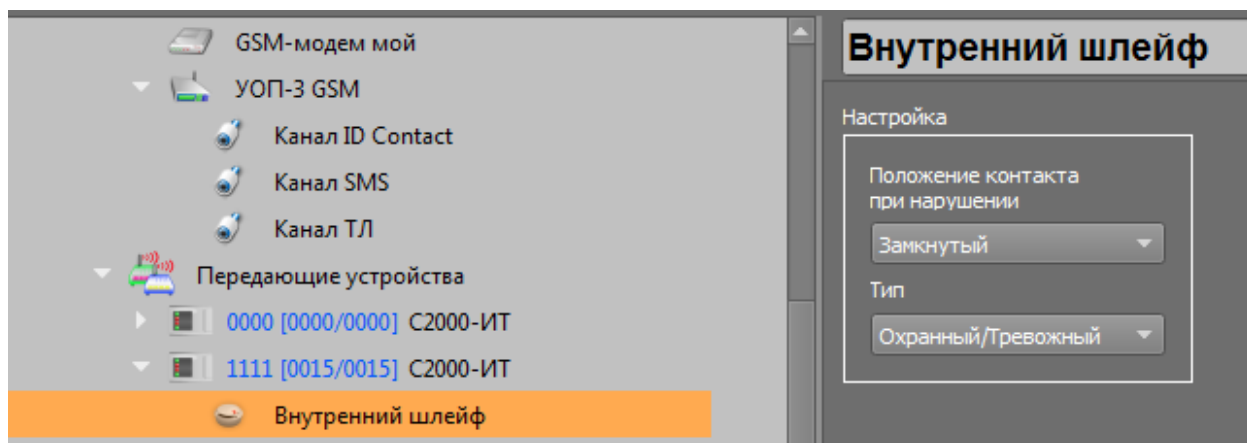 GSM-модем мой
УОП-3 GSM
Канал ID Contact
Канал SMS
Канал ТЛ
Передающие устройства
0000 [0000/0000] С2000-ИТ
1111 [0015/0015] С2000-ИТ
Внутренний шлейф
Внутренний шлейф
Настройка
Положение контакта
при нарушении
Замкнутый
Тип
Охранный/Тревожный